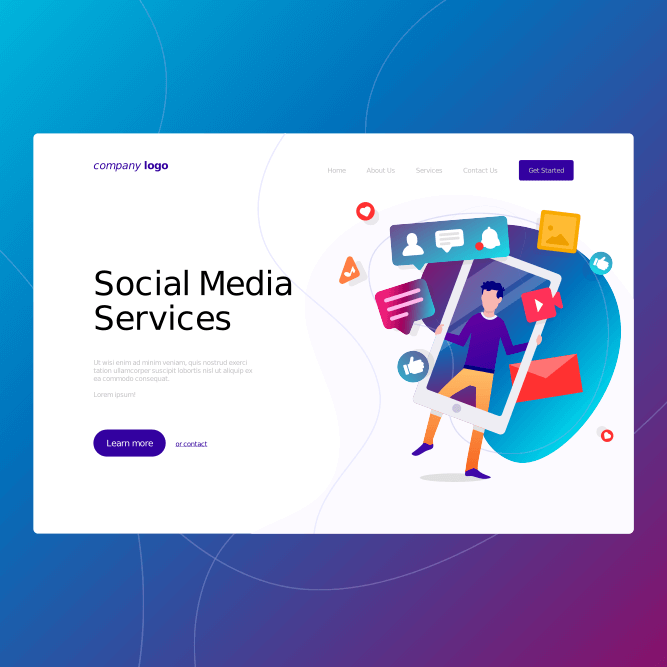 company logo
Home About Us Services Contact Us Get Started
Social Media
Services
Ut wisi enim ad minim veniam, quis nostrud exerci
tation ullamcorper suscipit lobortis nisl ut aliquip ex
ea commodo consequat.
Lorem ipsum!
Learn more or contact